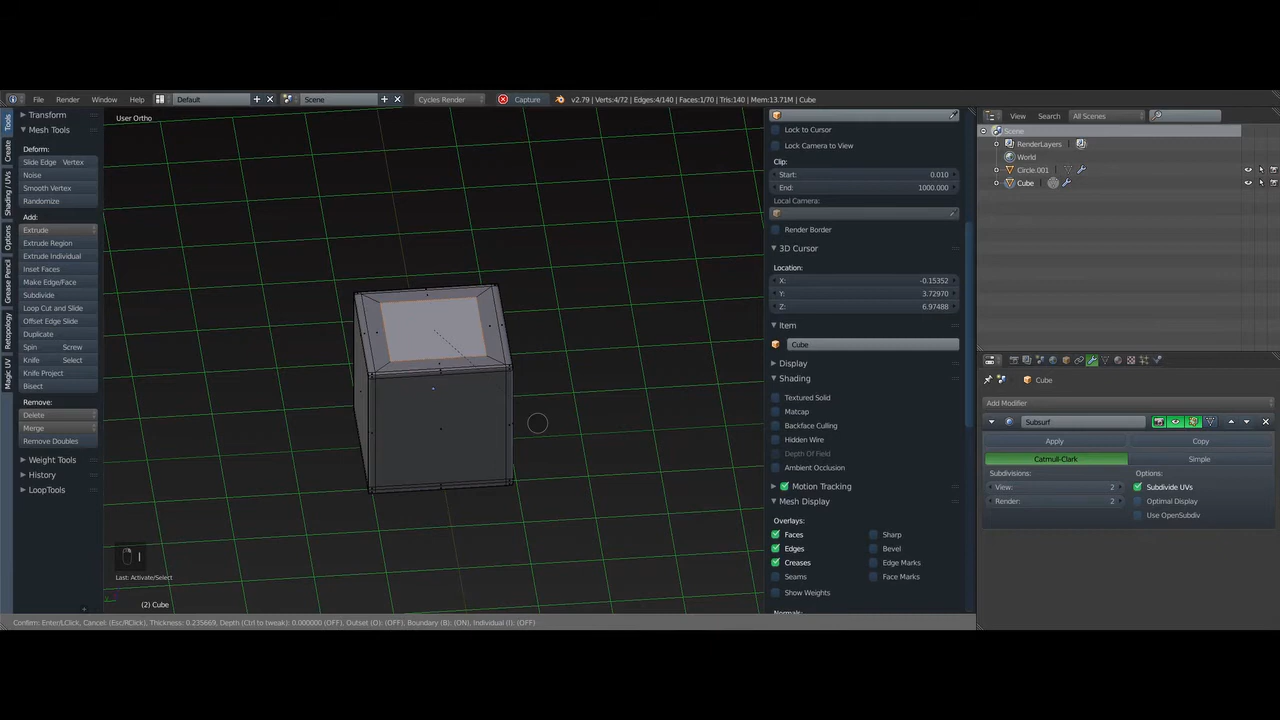 File Render Window Help Default Scene Cycles Render Capture v2.79 | Verts:4/72 | Edges:4/140 | Faces:1/70 | Tris:140 | Mem:13.71M | Cube
Tools
Create
Shading / UVs
Options
Grease Pencil
Retopology
Magic UV
Transform
Mesh Tools
Deform:
Slide Edge Vertex
Noise
Smooth Vertex
Randomize
Add:
Extrude
Extrude Region
Extrude Individual
Inset Faces
Make Edge/Face
Subdivide
Loop Cut and Slide
Offset Edge Slide
Duplicate
Spin Screw
Knife Select
Knife Project
Bisect
Remove:
Delete
Merge
Remove Doubles
Weight Tools
History
LoopTools
User Ortho
I
Last: Activate/Select
(2) Cube
Confirm: Enter/LClick, Cancel: (Esc/RClick), Thickness: 0.235669, Depth (Ctrl to tweak): 0.000000 (OFF), Outset (O): (OFF), Boundary (B): (ON), Individual (I): (OFF)
Lock to Cursor
Lock Camera to View
Clip:
Start: 0.010
End: 1000.000
Local Camera:
Render Border
3D Cursor
Location:
X: -0.15352
Y: 3.72970
Z: 6.97488
Item
Cube
Display
Shading
Textured Solid
Matcap
Backface Culling
Hidden Wire
Depth Of Field
Ambient Occlusion
Motion Tracking
Mesh Display
Overlays:
Faces Sharp
Edges Bevel
Creases Edge Marks
Seams Face Marks
Show Weights
Normals:
View Search All Scenes
Scene
RenderLayers
World
Circle.001
Cube
Cube
Add Modifier
Subsurf
Apply Copy
Catmull-Clark Simple
Subdivisions: Options:
View: 2 Subdivide UVs
Render: 2 Optimal Display
Use OpenSubdiv